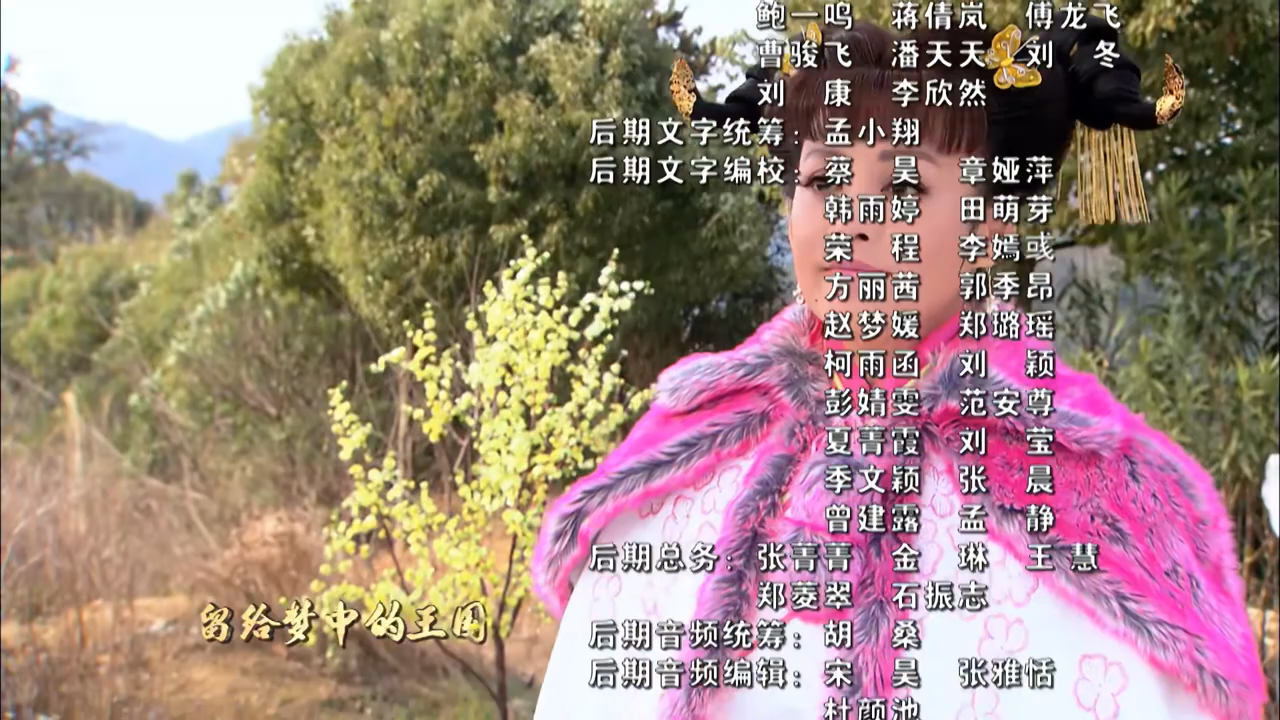 鲍一鸣 蒋倩岚 傅龙飞
曹骏飞 潘天天 刘冬
刘康 李欣然
后期文字统筹：孟小翔
后期文字编校：蔡昊 章娅萍
韩雨婷 田萌芽
荣程 李嫣彧
方丽茜 郭季昂
赵梦媛 郑璐瑶
柯雨函 刘颖
彭婧雯 范安尊
夏菁霞 刘莹
季文颖 张晨
曾建露 孟静
后期总务：张菁菁 金琳 王慧
郑菱翠 石振志
留给梦中的王国
后期音频统筹：胡桑
后期音频编辑：宋昊 张雅恬
杜颜池